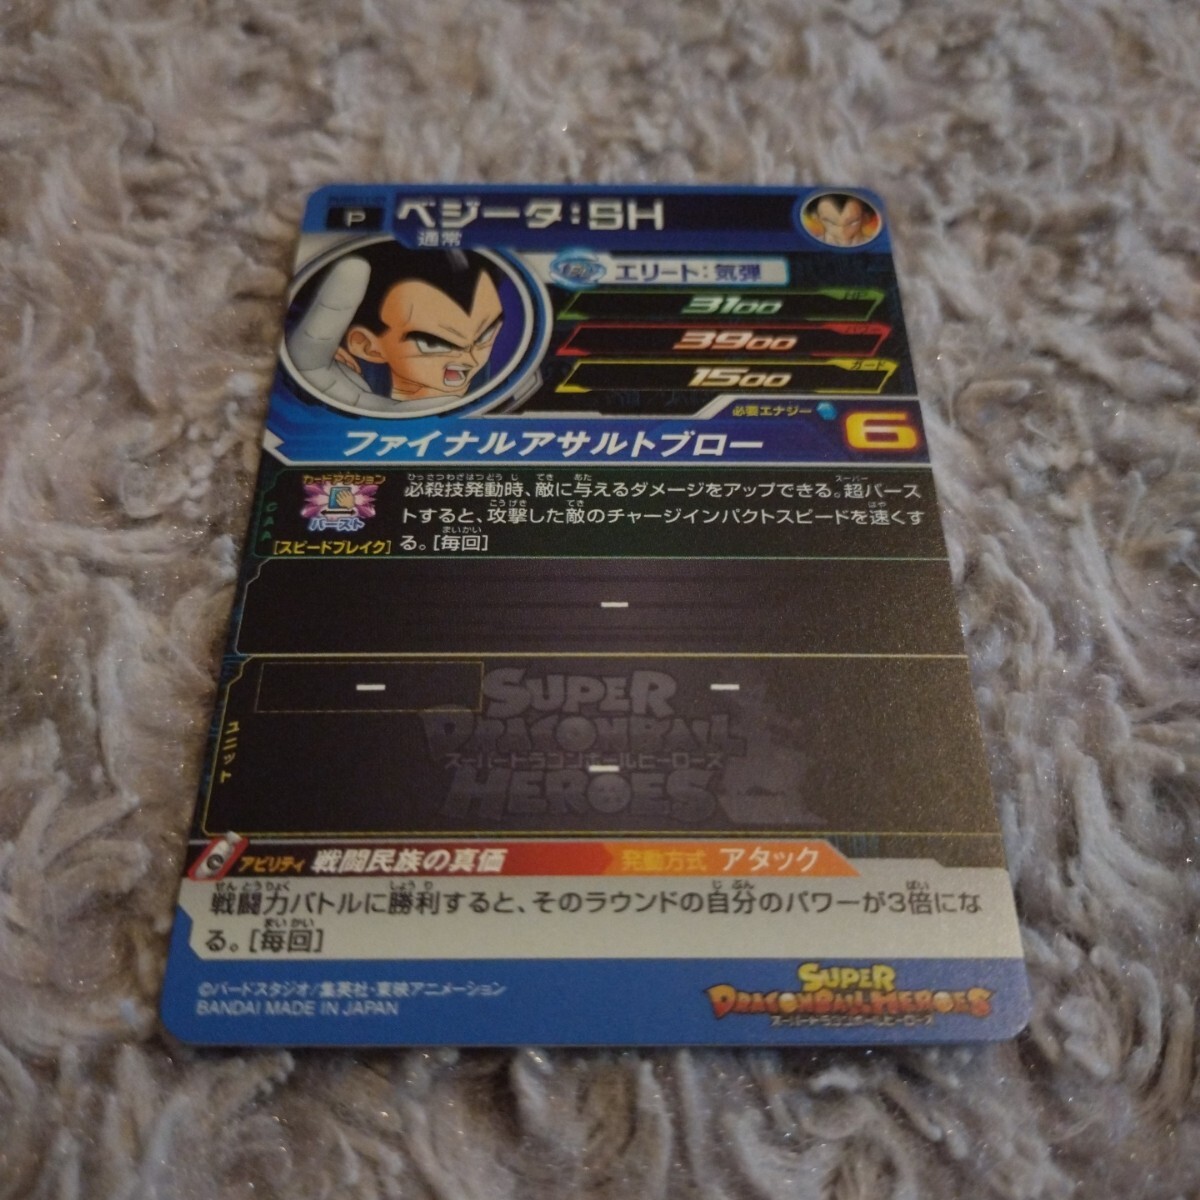 P ベジータ:SH
通常
エリート:気弾
3100 HP
3900 パワー
1500 ガード
必要エナジー 6
ファイナルアサルトブロー
CAA
カードアクション
バースト
[スピードブレイク]
必殺技発動時、敵に与えるダメージをアップできる。超バース
トすると、攻撃した敵のチャージインパクトスピードを速くす
る。[毎回]
ー
ー ー
ユニット
ー
SUPER
DRAGONBALL
スーパードラゴンボールヒーローズ
HEROES
アビリティ 戦闘民族の真価 発動方式 アタック
戦闘力バトルに勝利すると、そのラウンドの自分のパワーが3倍にな
る。[毎回]
©バードスタジオ/集英社・東映アニメーション
BANDAI MADE IN JAPAN
SUPER
DRAGONBALL HEROES
スーパードラゴンボールヒーローズ